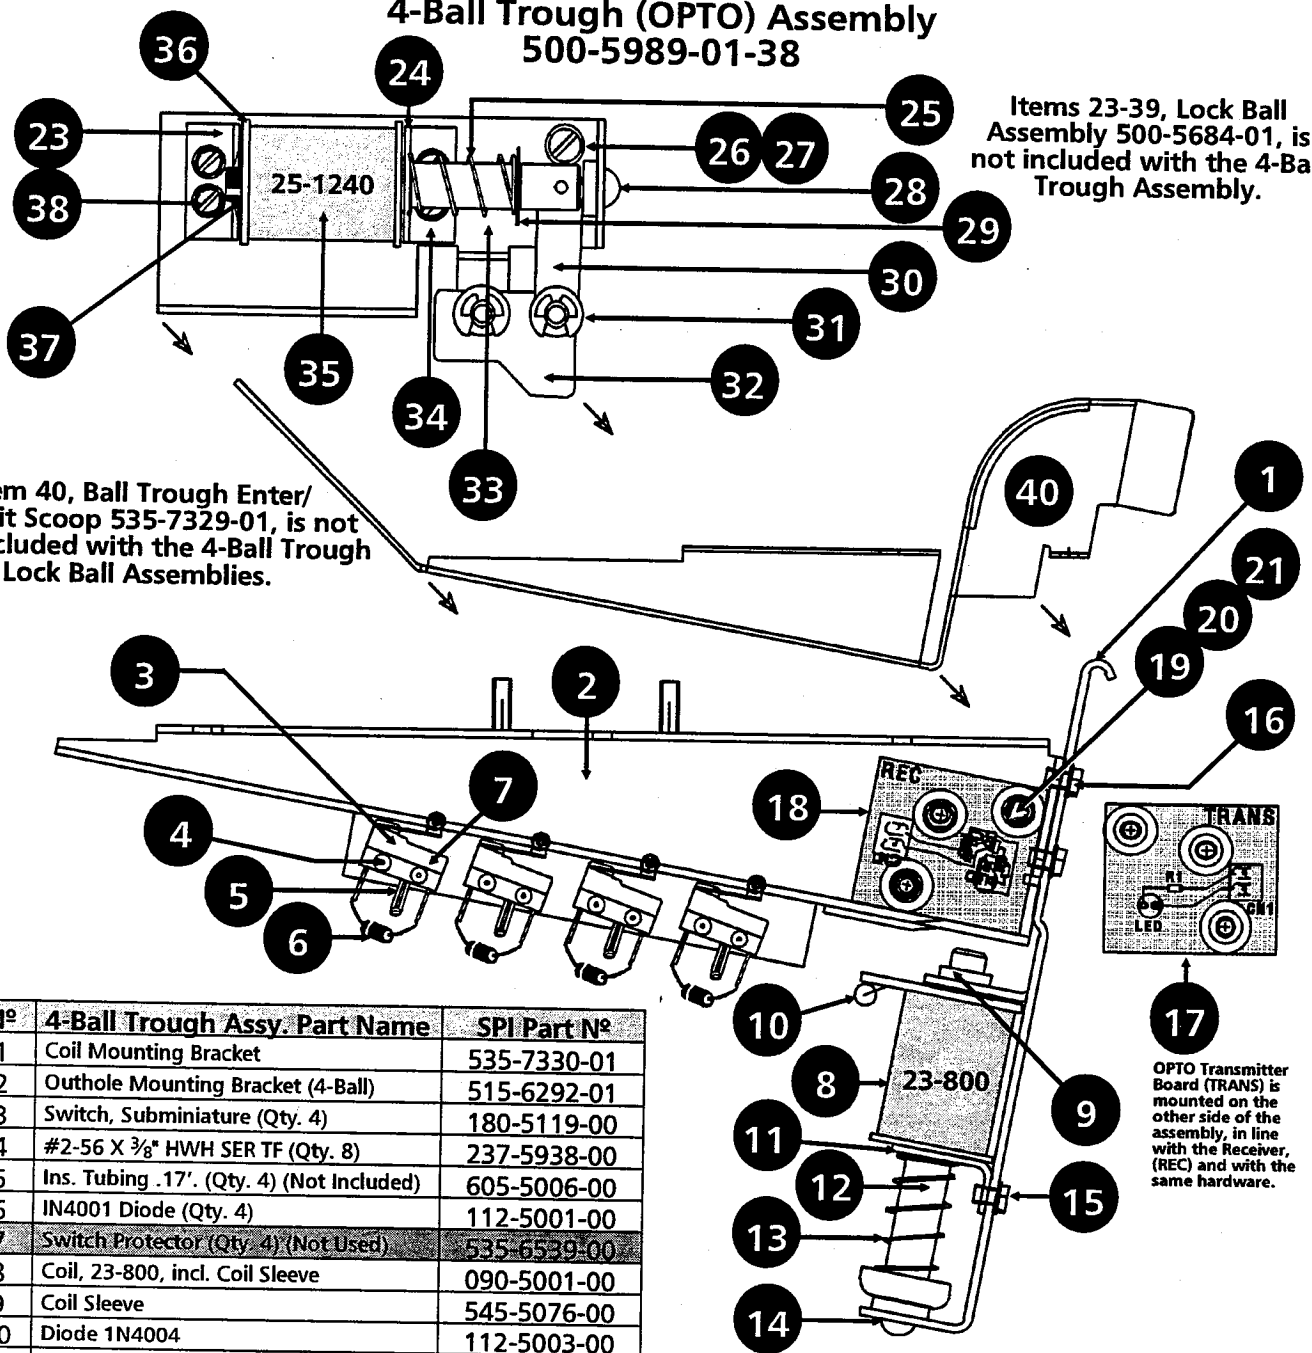 4-Ball Trough (OPTO) Assembly
500-5989-01-38
36
24
23
25
Items 23-39, Lock Ball
Assembly 500-5684-01, is
not included with the 4-Ba
Trough Assembly.
26
27
25-1240
28
38
29
30
37
31
35
34
32
33
40
1
em 40, Ball Trough Enter/
it Scoop 535-7329-01, is not
cluded with the 4-Ball Trough
Lock Ball Assemblies.
21
20
19
3
2
16
7
18
REC
TRANS
4
5
6
R1
CN1
LED
10
17
8
23-800
9
OPTO Transmitter
Board (TRANS) is
mounted on the
other side of the
assembly, in line
with the Receiver,
(REC) and with the
same hardware.
11
12
15
13
14
Nº 4-Ball Trough Assy. Part Name SPI Part Nº
1 Coil Mounting Bracket 535-7330-01
2 Outhole Mounting Bracket (4-Ball) 515-6292-01
3 Switch, Subminiature (Qty. 4) 180-5119-00
4 #2-56 X 3/8" HWH SER TF (Qty. 8) 237-5938-00
5 Ins. Tubing .17'. (Qty. 4) (Not Included) 605-5006-00
6 IN4001 Diode (Qty. 4) 112-5001-00
7 Switch Protector (Qty. 4) (Not Used) 535-6539-00
8 Coil, 23-800, incl. Coil Sleeve 090-5001-00
9 Coil Sleeve 545-5076-00
0 Diode 1N4004 112-5003-00